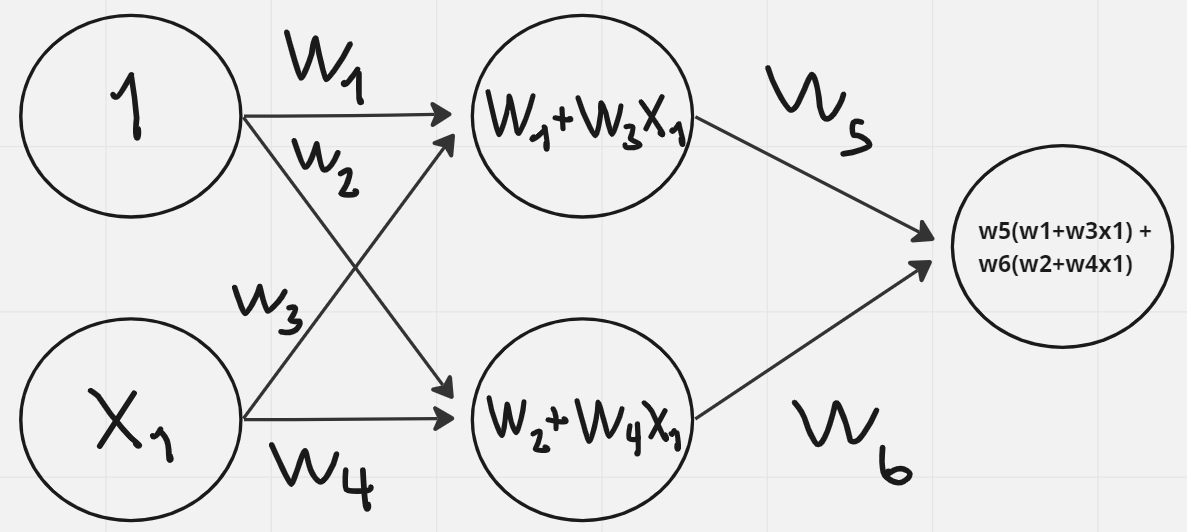 1
W₁
W₂
W₁+W₃X₁
W₅
w5(w1+w3x1) +
w6(w2+w4x1)
W₃
X₁
W₄
W₂+W₄X₁
W₆